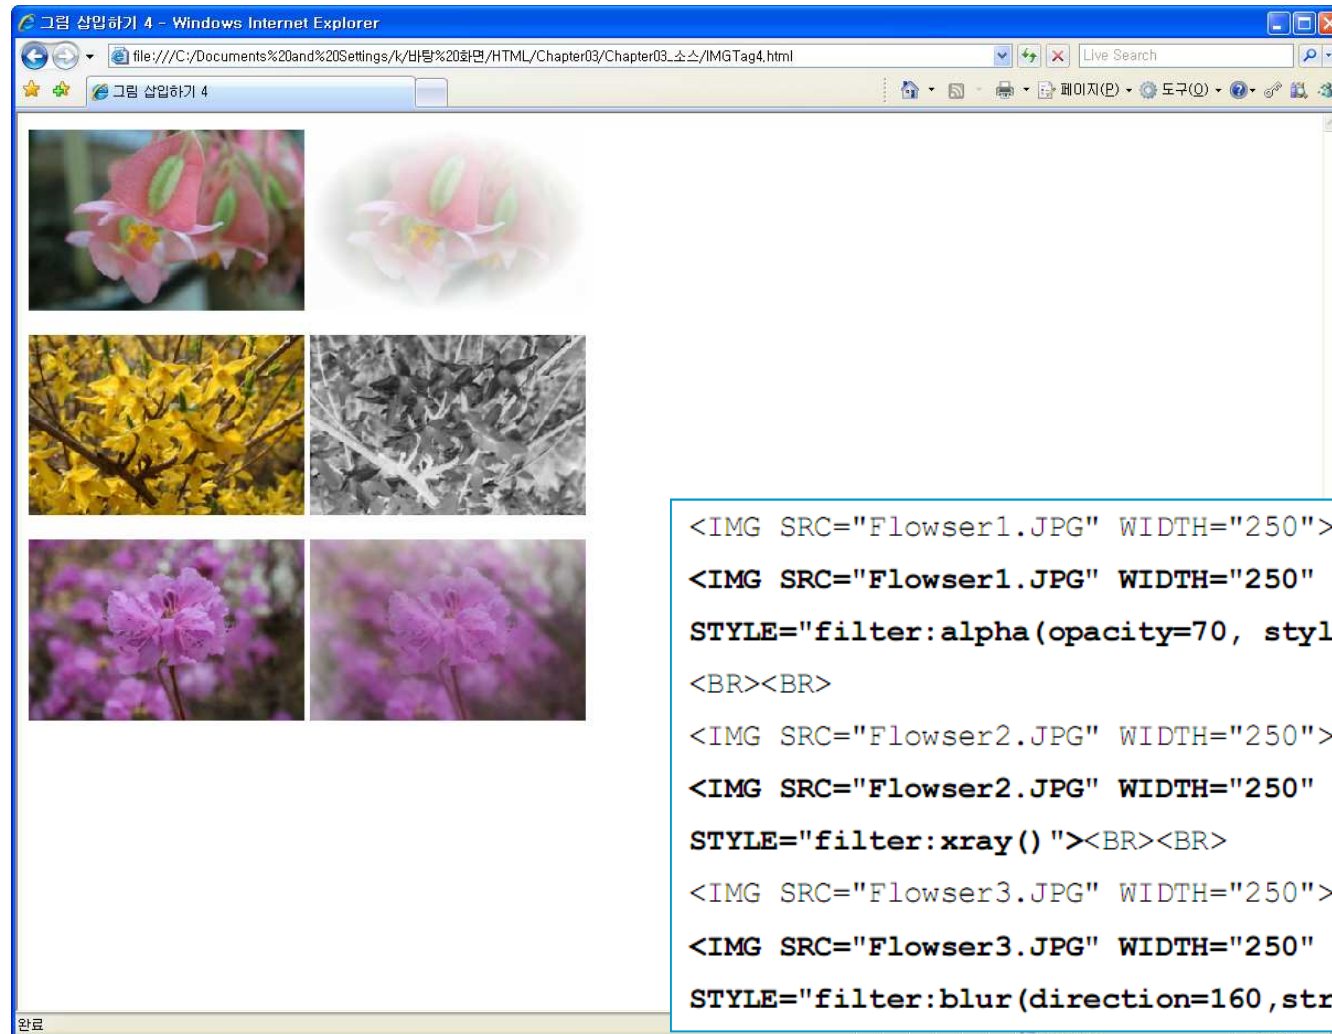 그림 삽입하기 4 - Windows Internet Explorer
file:///C:/Documents%20and%20Settings/k/바탕%20화면/HTML/Chapter03/Chapter03_소스/IMGTag4.html
Live Search
그림 삽입하기 4
페이지(P)
도구(O)
<IMG SRC="Flowser1.JPG" WIDTH="250">
<IMG SRC="Flowser1.JPG" WIDTH="250"
STYLE="filter:alpha(opacity=70, styl
<BR><BR>
<IMG SRC="Flowser2.JPG" WIDTH="250">
<IMG SRC="Flowser2.JPG" WIDTH="250"
STYLE="filter:xray()"><BR><BR>
<IMG SRC="Flowser3.JPG" WIDTH="250">
<IMG SRC="Flowser3.JPG" WIDTH="250"
STYLE="filter:blur(direction=160,str
완료